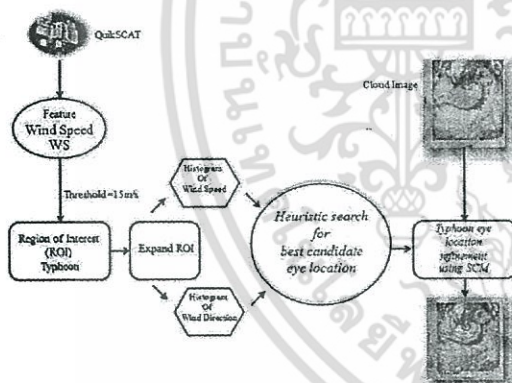 QuikSCAT
Feature
Wind Speed
WS
Cloud Image
Threshold=15m/s
Histogram
Of
Wind Speed
Region of Interest
(ROI)
Typhoon
Expand ROI
Heuristic search
for
best candidate
eye location
Typhoon eye
location
refinement
using SCM
Histogram
Of
Wind Direction